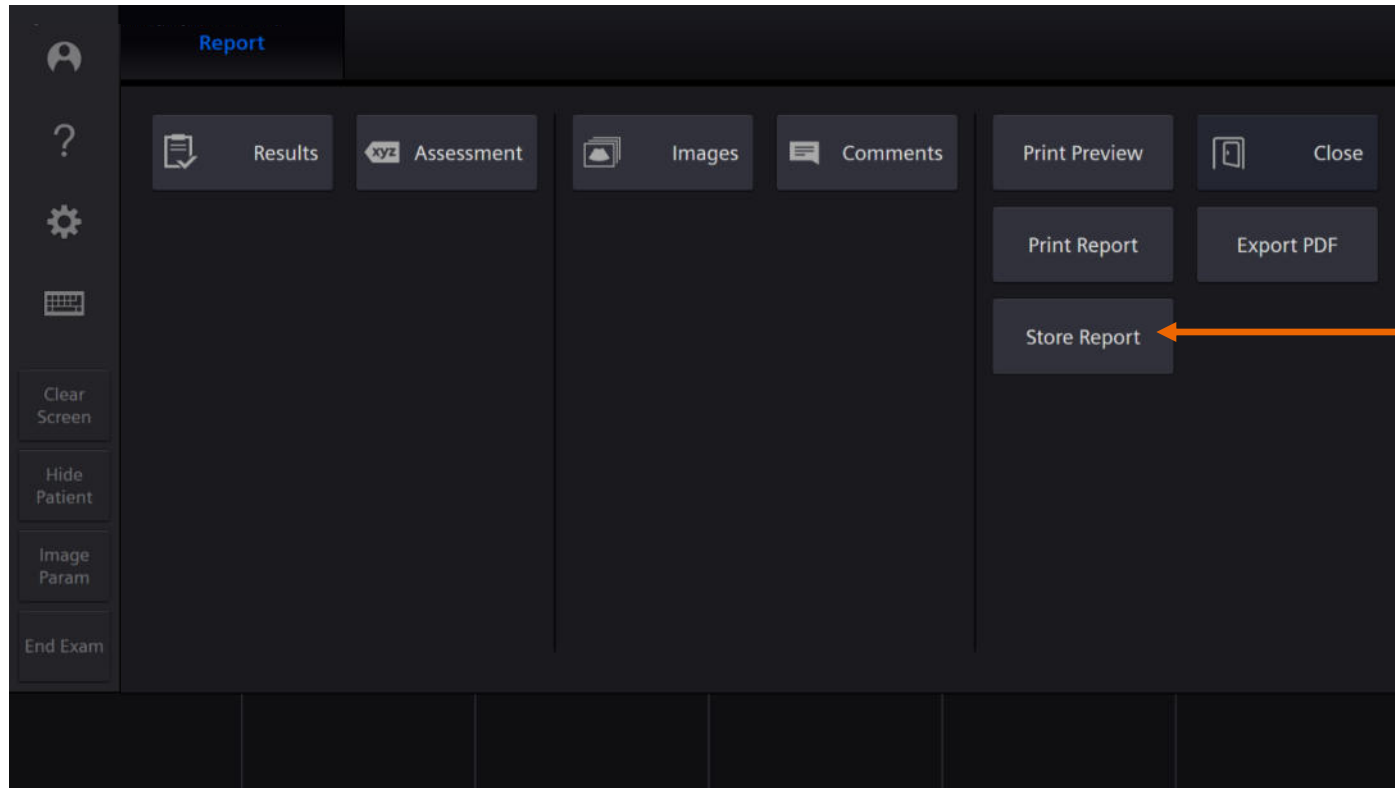 Report
?
Results
xyz Assessment
Images
Comments
Print Preview
Close
Print Report
Export PDF
Store Report
Clear
Screen
Hide
Patient
Image
Param
End Exam